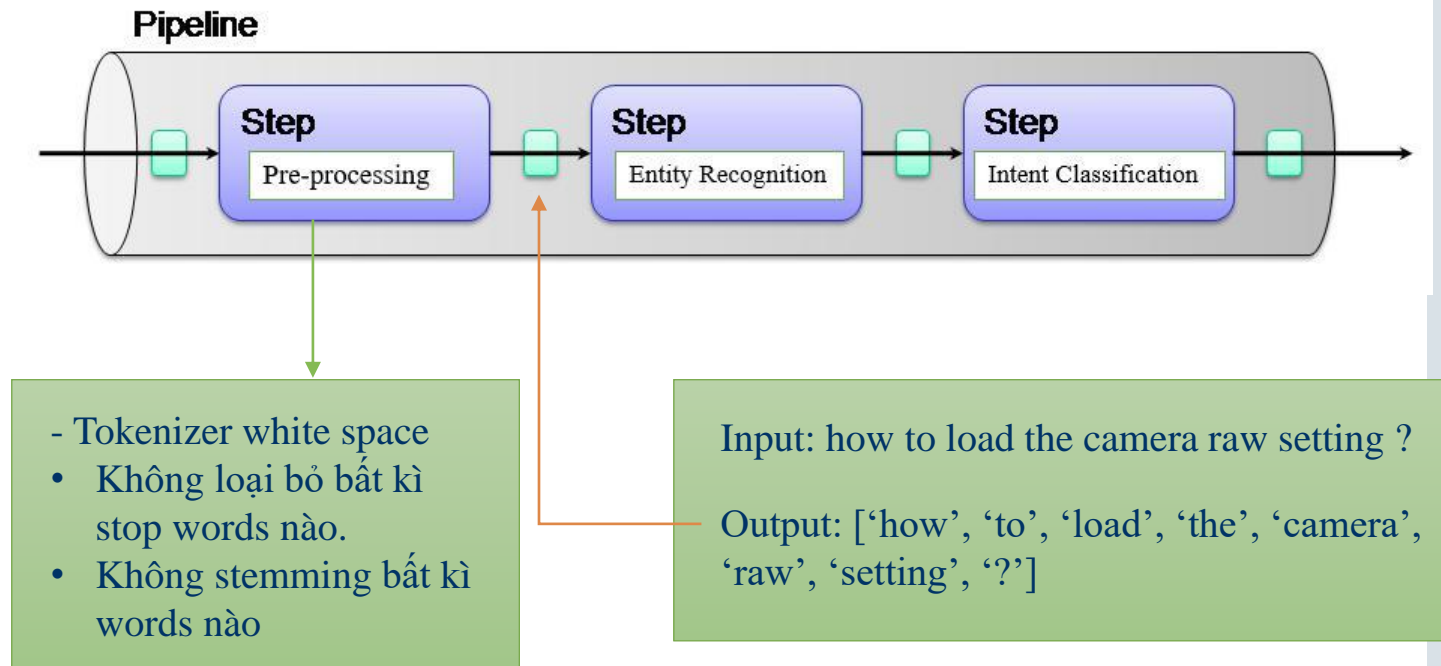 Pipeline
Step
Pre-processing
Step
Entity Recognition
Step
Intent Classification
- Tokenizer white space
• Không loại bỏ bất kì
stop words nào.
• Không stemming bất kì
words nào
Input: how to load the camera raw setting ?
Output: [‘how’, ‘to’, ‘load’, ‘the’, ‘camera’,
‘raw’, ‘setting’, ‘?’]